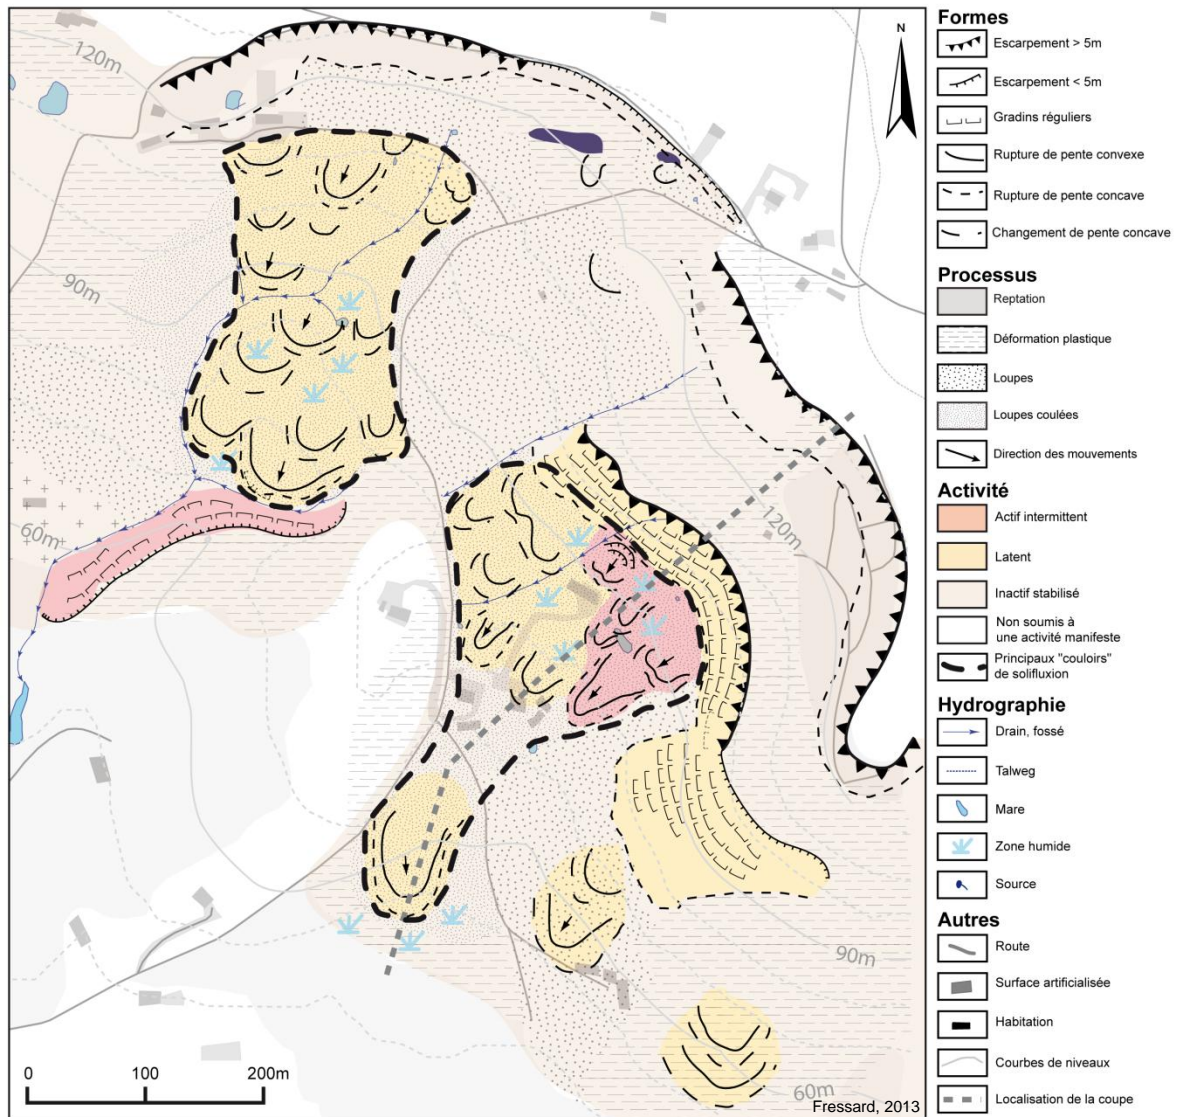 120m
90m
60m
120m
90m
60m
N
0 100 200m
Fressard, 2013
Formes
Escarpement > 5m
Escarpement < 5m
Gradins réguliers
Rupture de pente convexe
Rupture de pente concave
Changement de pente concave
Processus
Reptation
Déformation plastique
Loupes
Loupes coulées
Direction des mouvements
Activité
Actif intermittent
Latent
Inactif stabilisé
Non soumis à
une activité manifeste
Principaux "couloirs"
de solifluxion
Hydrographie
Drain, fossé
Talweg
Mare
Zone humide
Source
Autres
Route
Surface artificialisée
Habitation
Courbes de niveaux
Localisation de la coupe